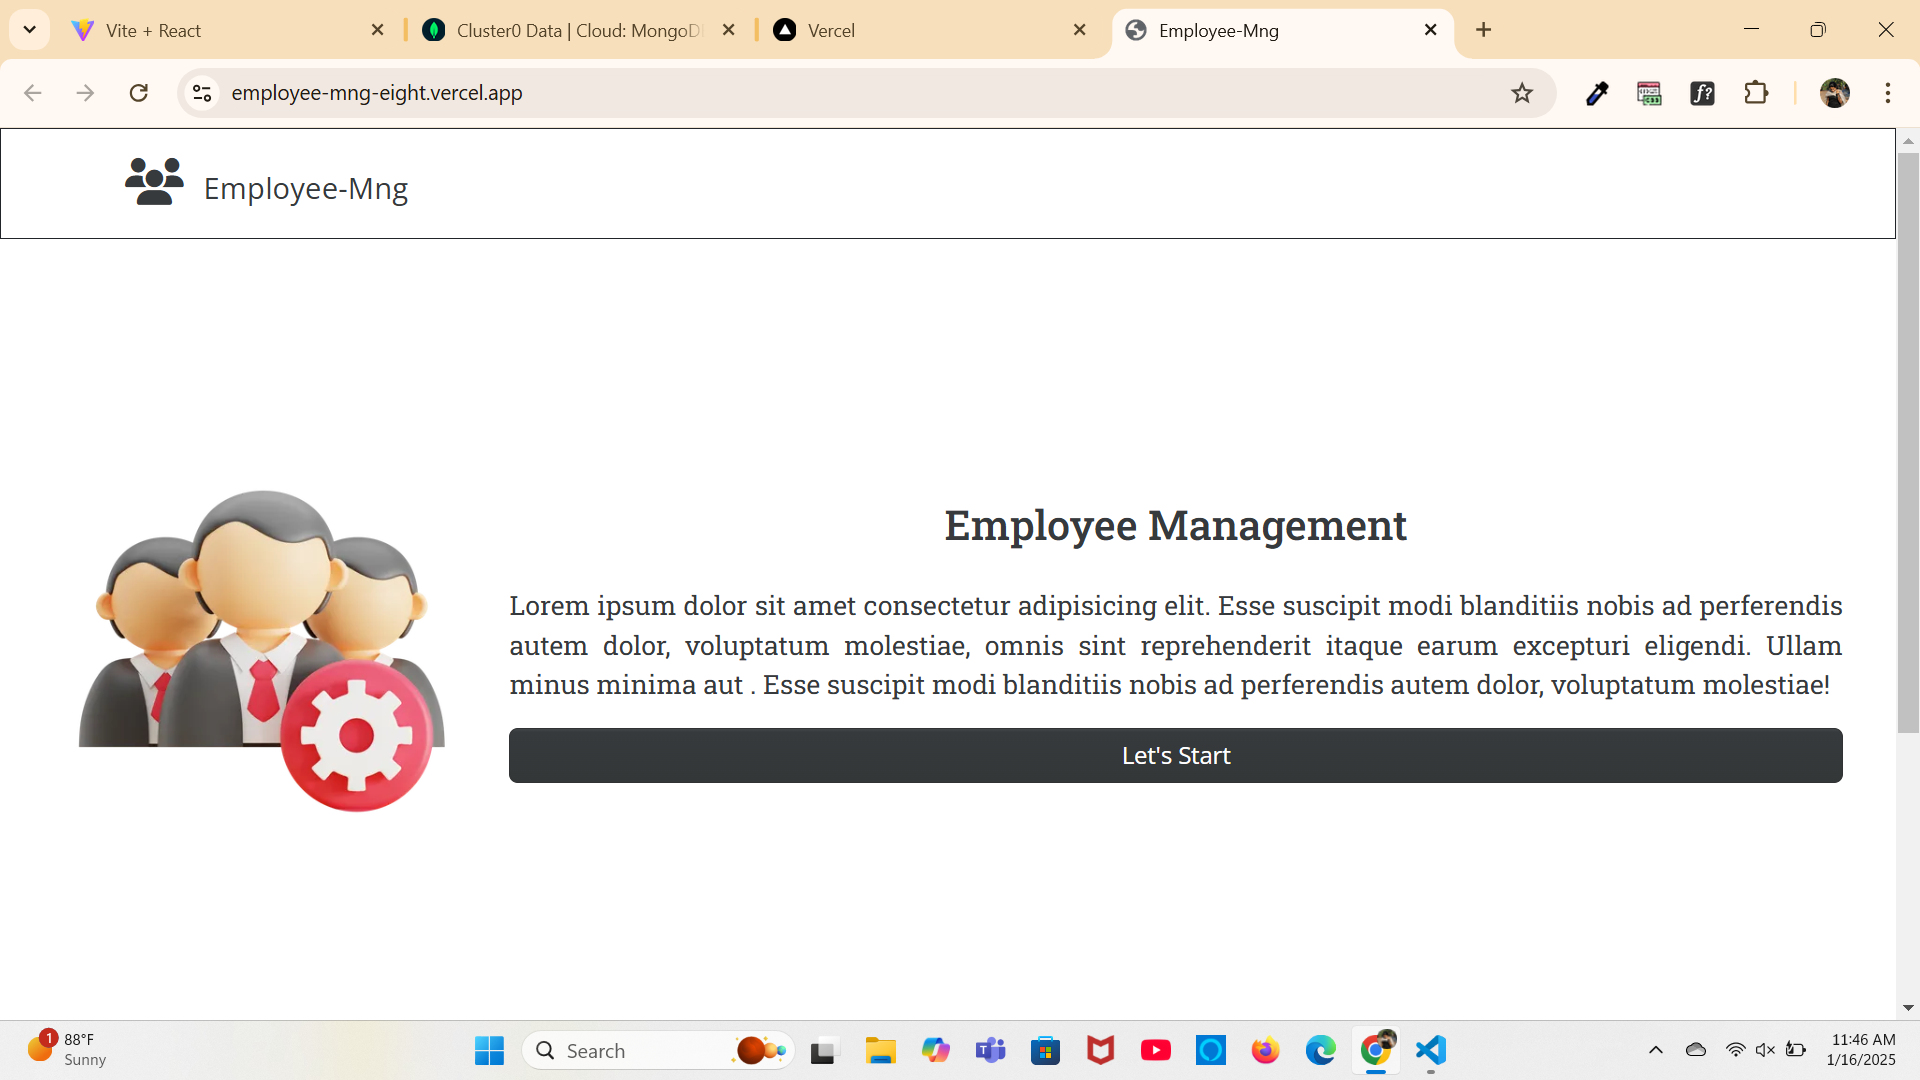 Vite + React
Cluster0 Data | Cloud: MongoD
Vercel
Employee-Mng
employee-mng-eight.vercel.app
Employee-Mng
Employee Management
Lorem ipsum dolor sit amet consectetur adipisicing elit. Esse suscipit modi blanditiis nobis ad perferendis
autem dolor, voluptatum molestiae, omnis sint reprehenderit itaque earum excepturi eligendi. Ullam
minus minima aut . Esse suscipit modi blanditiis nobis ad perferendis autem dolor, voluptatum molestiae!
Let's Start
1
88°F
Sunny
Search
11:46 AM
1/16/2025